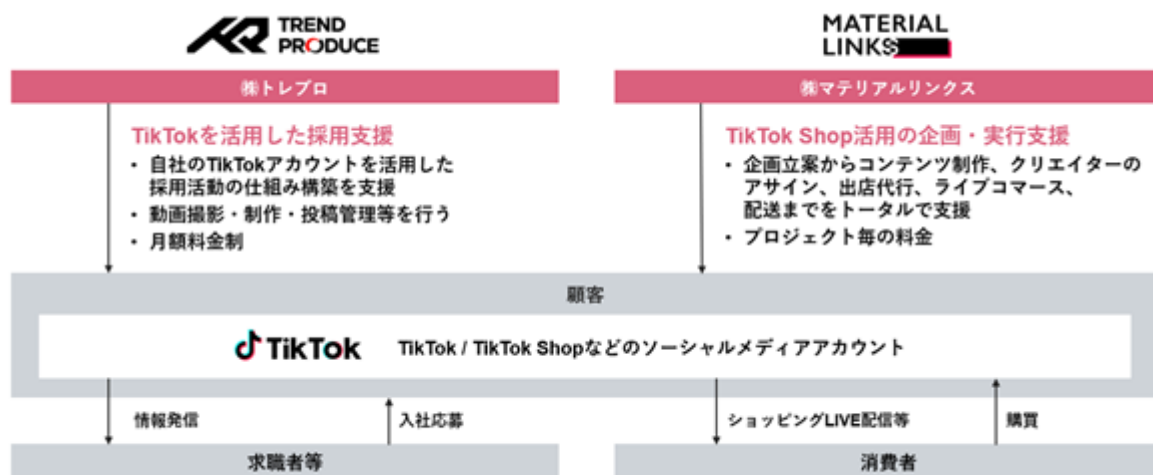 TREND
PRODUCE
MATERIAL
LINKS
㈱トレプロ
㈱マテリアルリンクス
TikTokを活用した採用支援
・ 自社のTikTokアカウントを活用した
採用活動の仕組み構築を支援
・ 動画撮影・制作・投稿管理等を行う
・ 月額料金制
TikTok Shop活用の企画・実行支援
・ 企画立案からコンテンツ制作、クリエイターの
アサイン、出店代行、ライブコマース、
配送までをトータルで支援
・ プロジェクト毎の料金
顧客
TikTok
TikTok / TikTok Shopなどのソーシャルメディアアカウント
情報発信
入社応募
ショッピングLIVE配信等
購買
求職者等
消費者